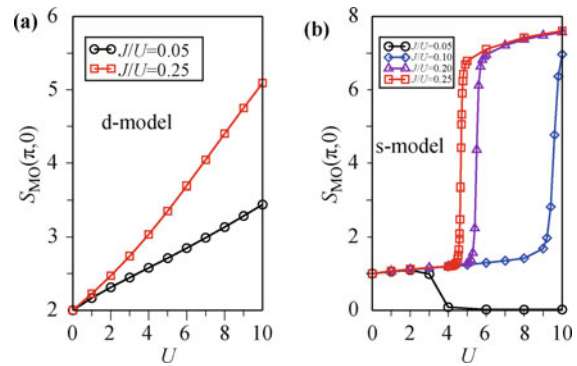 (a)
6
5
4
3
2
S_MO(π,0)
J/U=0.05
J/U=0.25
d-model
0 2 4 6 8 10
U
(b)
10
8
6
4
2
0
S_MO(π,0)
J/U=0.05
J/U=0.10
J/U=0.20
J/U=0.25
s-model
0 2 4 6 8 10
U